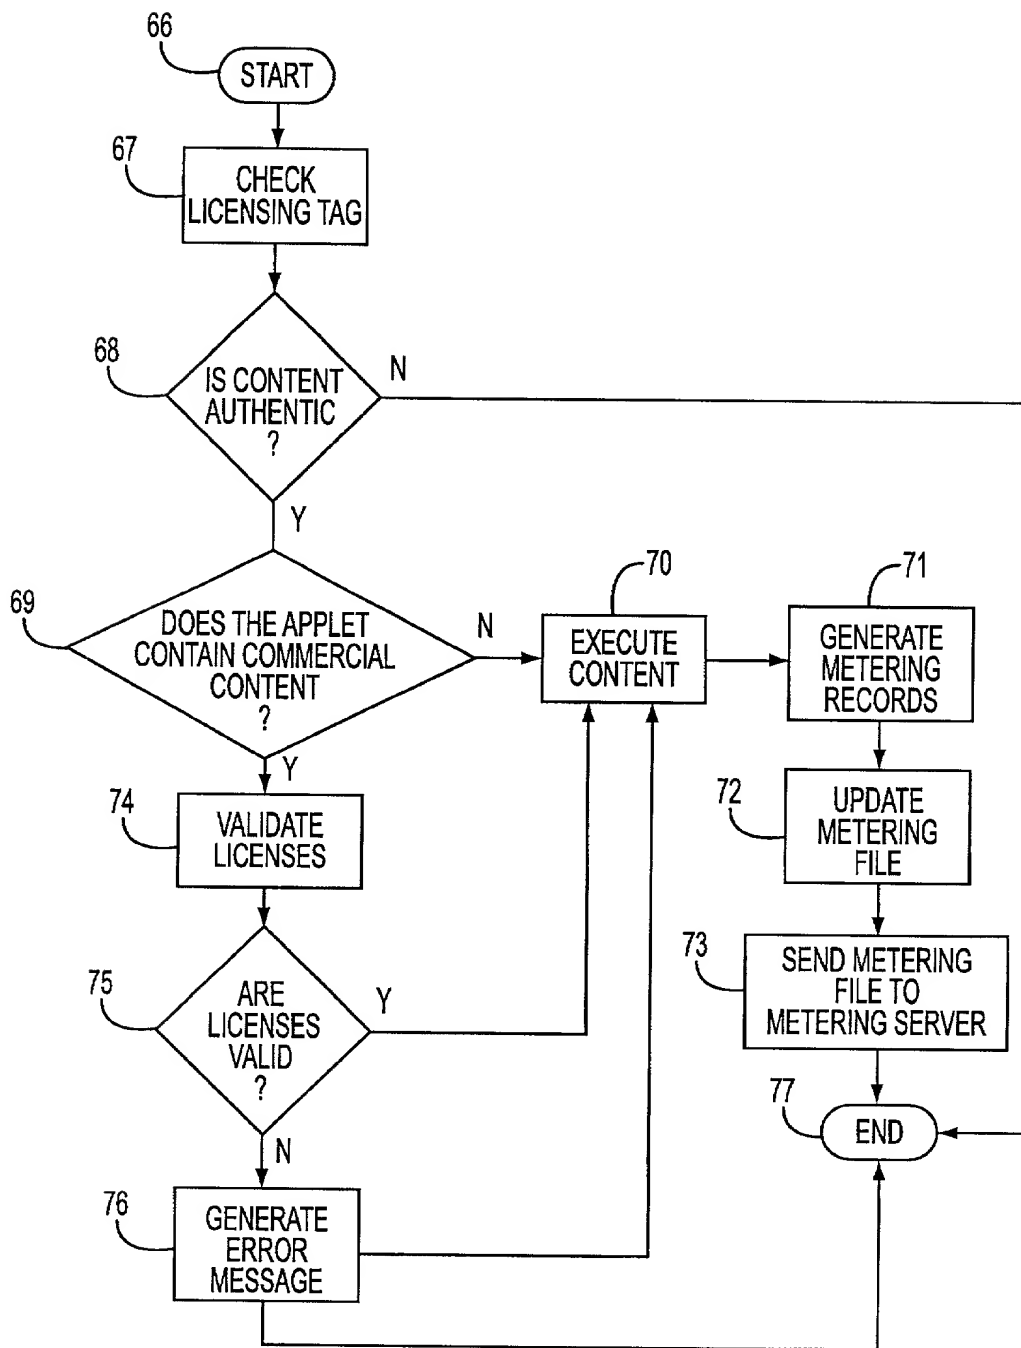 66
START
67
CHECK
LICENSING TAG
68
IS CONTENT
AUTHENTIC
?
N
Y
69
DOES THE APPLET
CONTAIN COMMERCIAL
CONTENT
?
N
Y
70
EXECUTE
CONTENT
71
GENERATE
METERING
RECORDS
72
UPDATE
METERING
FILE
73
SEND METERING
FILE TO
METERING SERVER
74
VALIDATE
LICENSES
75
ARE
LICENSES
VALID
?
Y
N
76
GENERATE
ERROR
MESSAGE
77
END